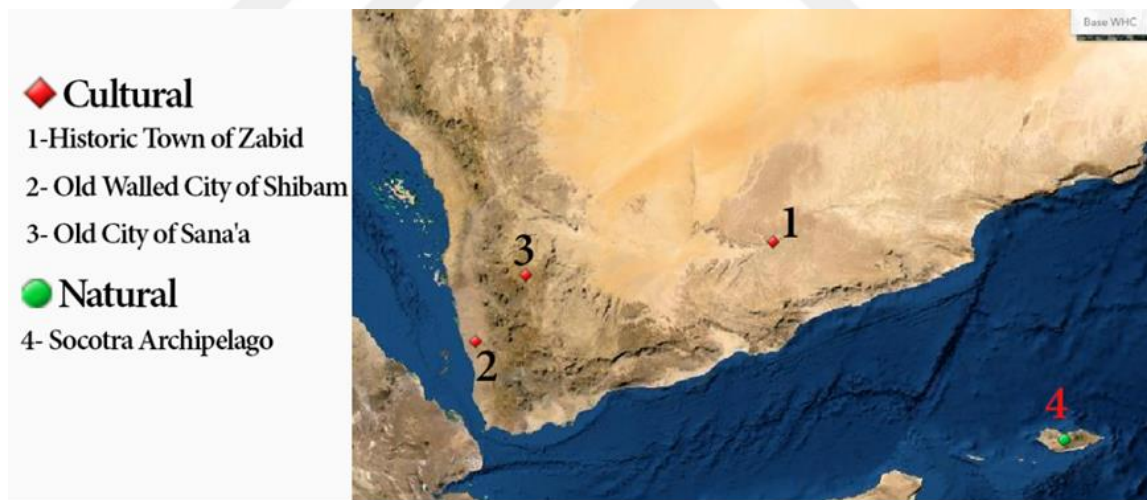 Base WHC
Cultural
1-Historic Town of Zabid
2- Old Walled City of Shibam
3- Old City of Sana'a
Natural
4- Socotra Archipelago
1
3
2
4